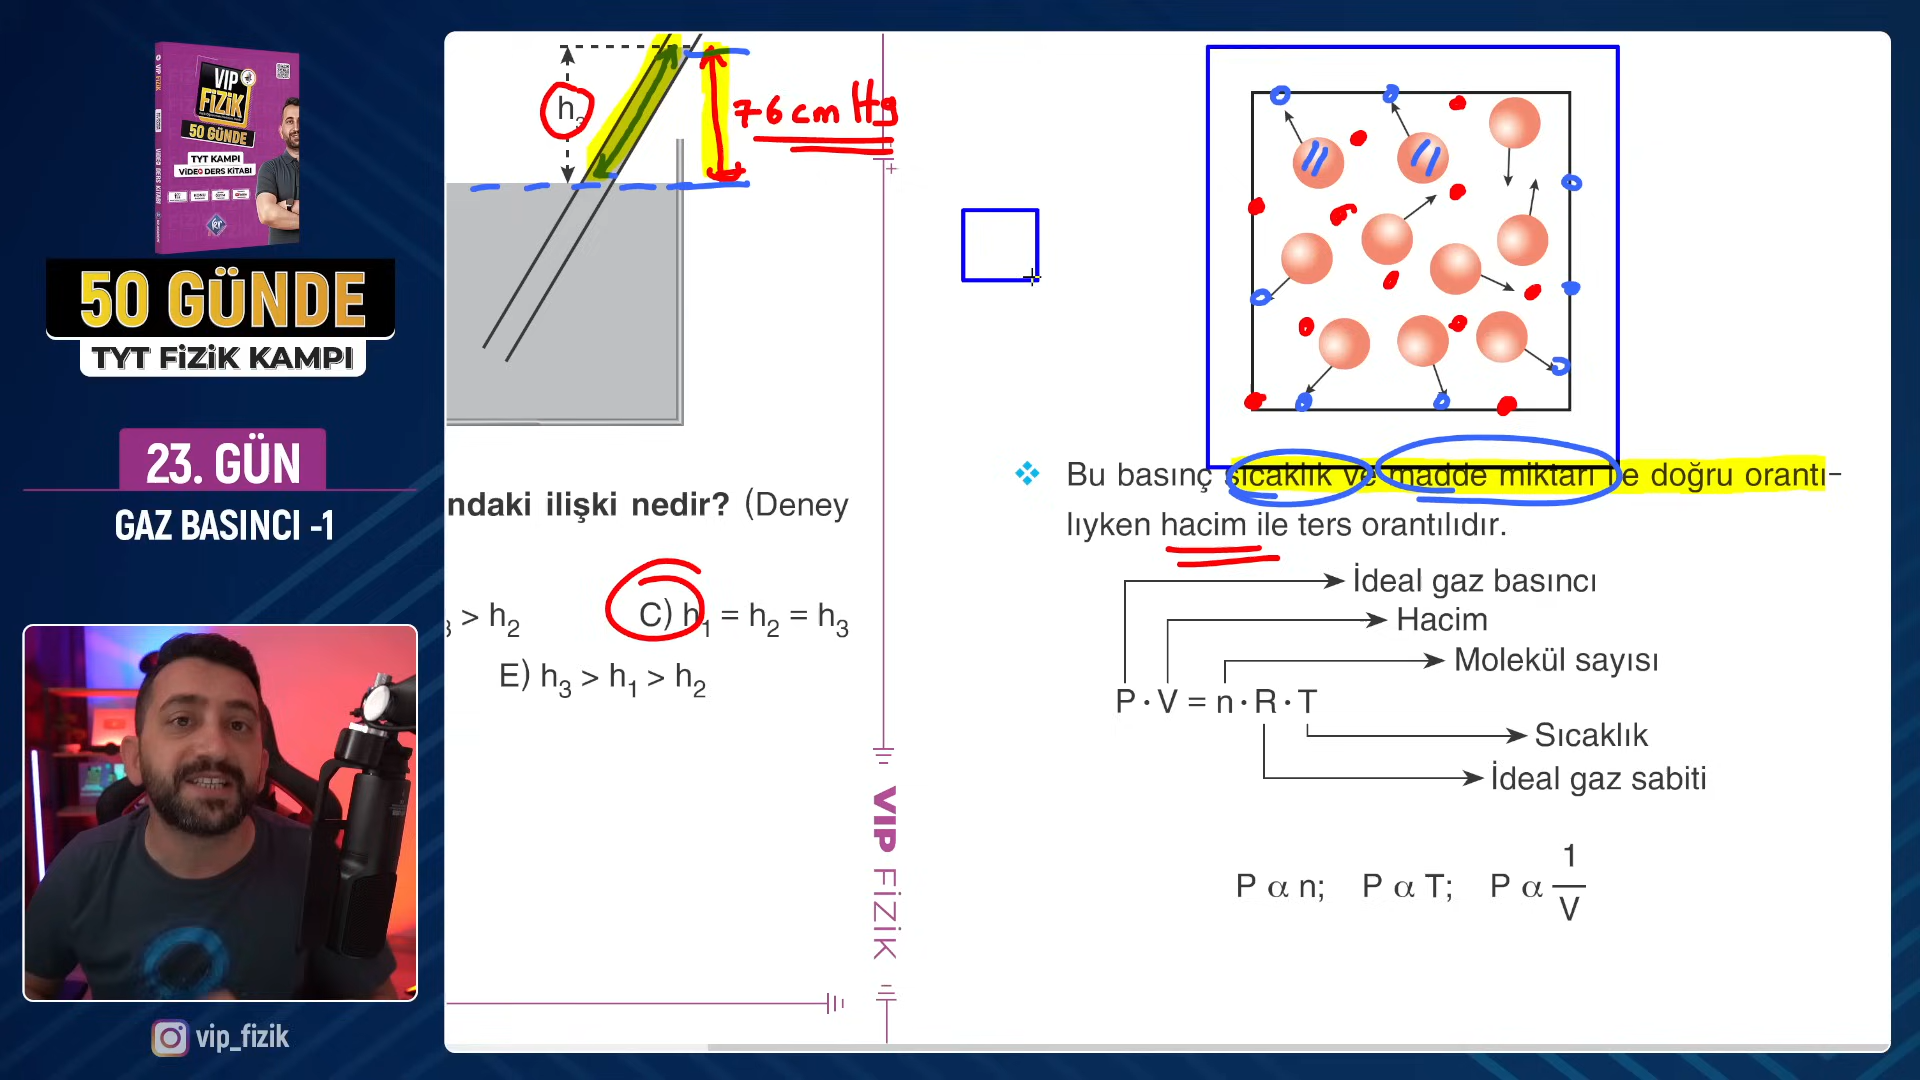 VIP
FİZİK
50 GÜNDE
TYT KAMPI
VİDEO DERS KİTABI
50 GÜNDE
TYT FİZİK KAMPI
23. GÜN
GAZ BASINCI -1
vip_fizik
h3
76 cm Hg
ndaki ilişki nedir? (Deney
3 > h2
C) h1 = h2 = h3
E) h3 > h1 > h2
VIP FİZİK
Bu basınç sıcaklık ve madde miktarı ile doğru orantı-
lıyken hacim ile ters orantılıdır.
İdeal gaz basıncı
Hacim
Molekül sayısı
P · V = n · R · T
Sıcaklık
İdeal gaz sabiti
P α n; P α T; P α 1/V